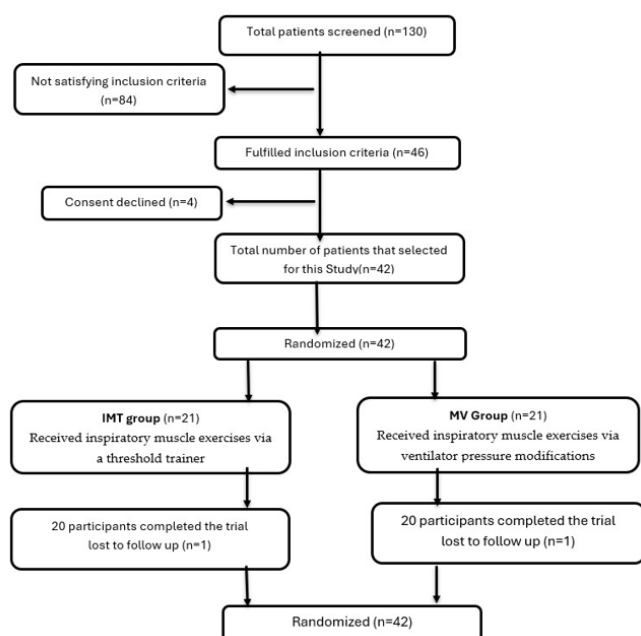 Total patients screened (n=130)
Not satisfying inclusion criteria
(n=84)
Fulfilled inclusion criteria (n=46)
Consent declined (n=4)
Total number of patients that selected
for this Study(n=42)
Randomized (n=42)
IMT group (n=21)
Received inspiratory muscle exercises via
a threshold trainer
MV Group (n=21)
Received inspiratory muscle exercises via
ventilator pressure modifications
20 participants completed the trial
lost to follow up (n=1)
20 participants completed the trial
lost to follow up (n=1)
Randomized (n=42)